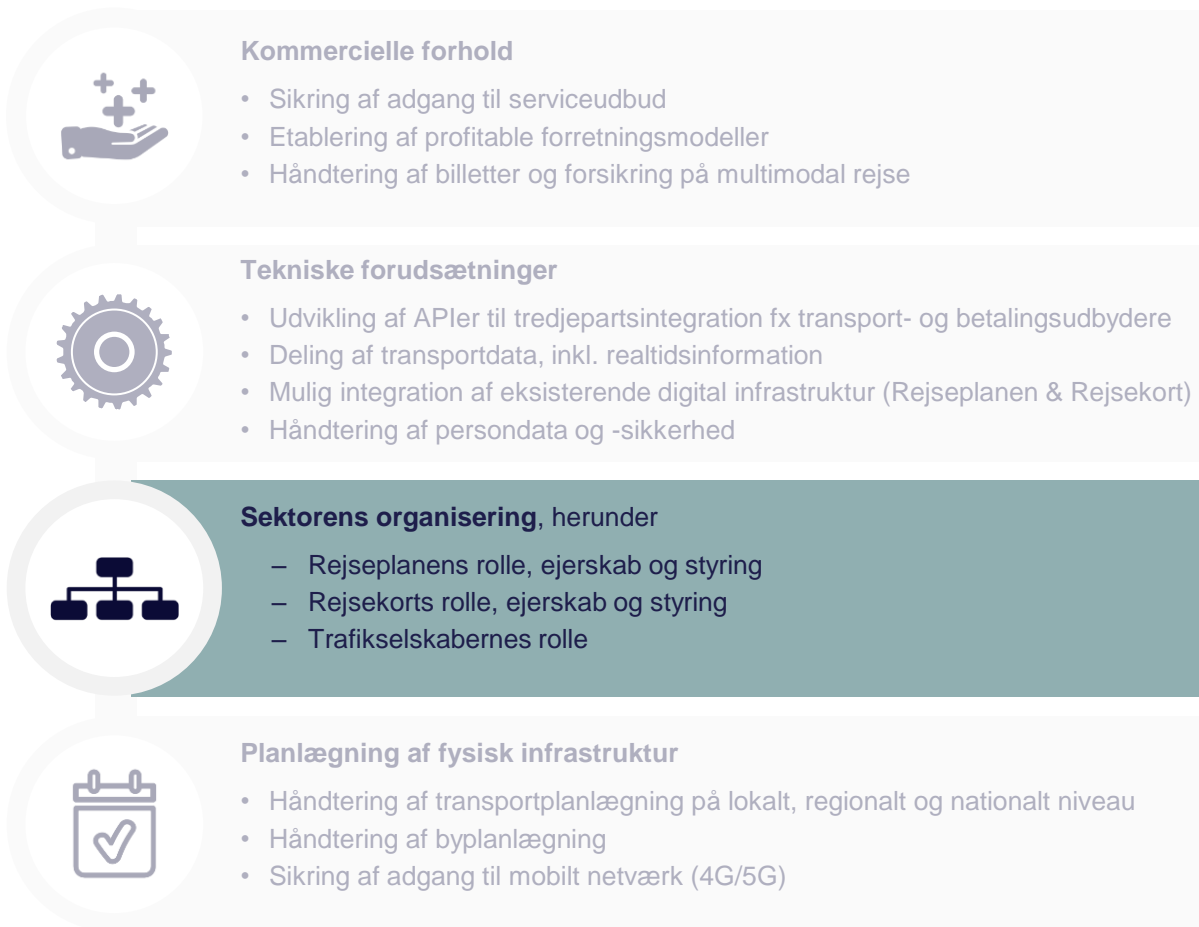 Kommercielle forhold
• Sikring af adgang til serviceudbud
• Etablering af profitable forretningsmodeller
• Håndtering af billetter og forsikring på multimodal rejse
Tekniske forudsætninger
• Udvikling af APIer til tredjepartsintegration fx transport- og betalingsudbydere
• Deling af transportdata, inkl. realtidsinformation
• Mulig integration af eksisterende digital infrastruktur (Rejseplanen & Rejsekort)
• Håndtering af persondata og -sikkerhed
Sektorens organisering, herunder
– Rejseplanens rolle, ejerskab og styring
– Rejsekorts rolle, ejerskab og styring
– Trafikselskabernes rolle
Planlægning af fysisk infrastruktur
• Håndtering af transportplanlægning på lokalt, regionalt og nationalt niveau
• Håndtering af byplanlægning
• Sikring af adgang til mobilt netværk (4G/5G)